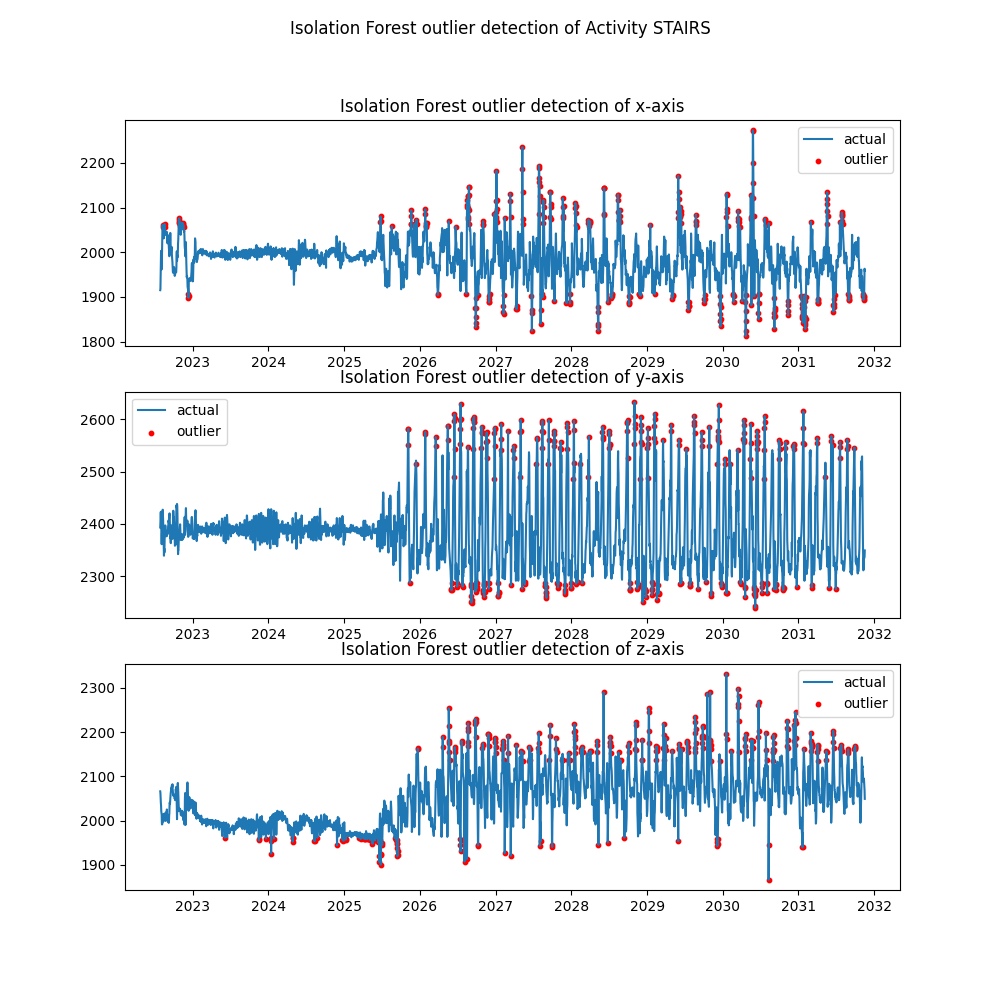 Isolation Forest outlier detection of Activity STAIRS
Isolation Forest outlier detection of x-axis
actual
outlier
2200
2100
2000
1900
1800
2023 2024 2025 2026 2027 2028 2029 2030 2031 2032
Isolation Forest outlier detection of y-axis
actual
outlier
2600
2500
2400
2300
2023 2024 2025 2026 2027 2028 2029 2030 2031 2032
Isolation Forest outlier detection of z-axis
actual
outlier
2300
2200
2100
2000
1900
2023 2024 2025 2026 2027 2028 2029 2030 2031 2032